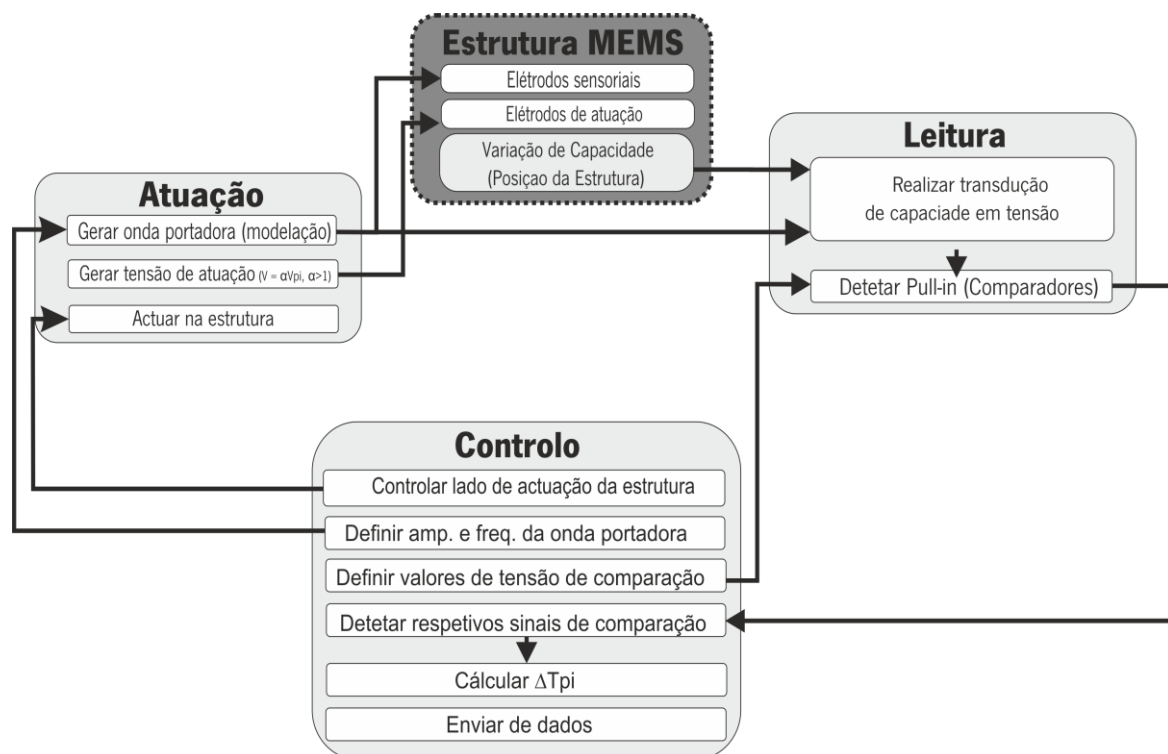 Estrutura MEMS
Elétrodos sensoriais
Elétrodos de atuação
Variação de Capacidade
(Posiçao da Estrutura)
Leitura
Realizar transdução
de capaciade em tensão
Detetar Pull-in (Comparadores)
Atuação
Gerar onda portadora (modelação)
Gerar tensão de atuação (V = αVpi, α>1)
Actuar na estrutura
Controlo
Controlar lado de actuação da estrutura
Definir amp. e freq. da onda portadora
Definir valores de tensão de comparação
Detetar respetivos sinais de comparação
Cálcular ΔTpi
Enviar de dados